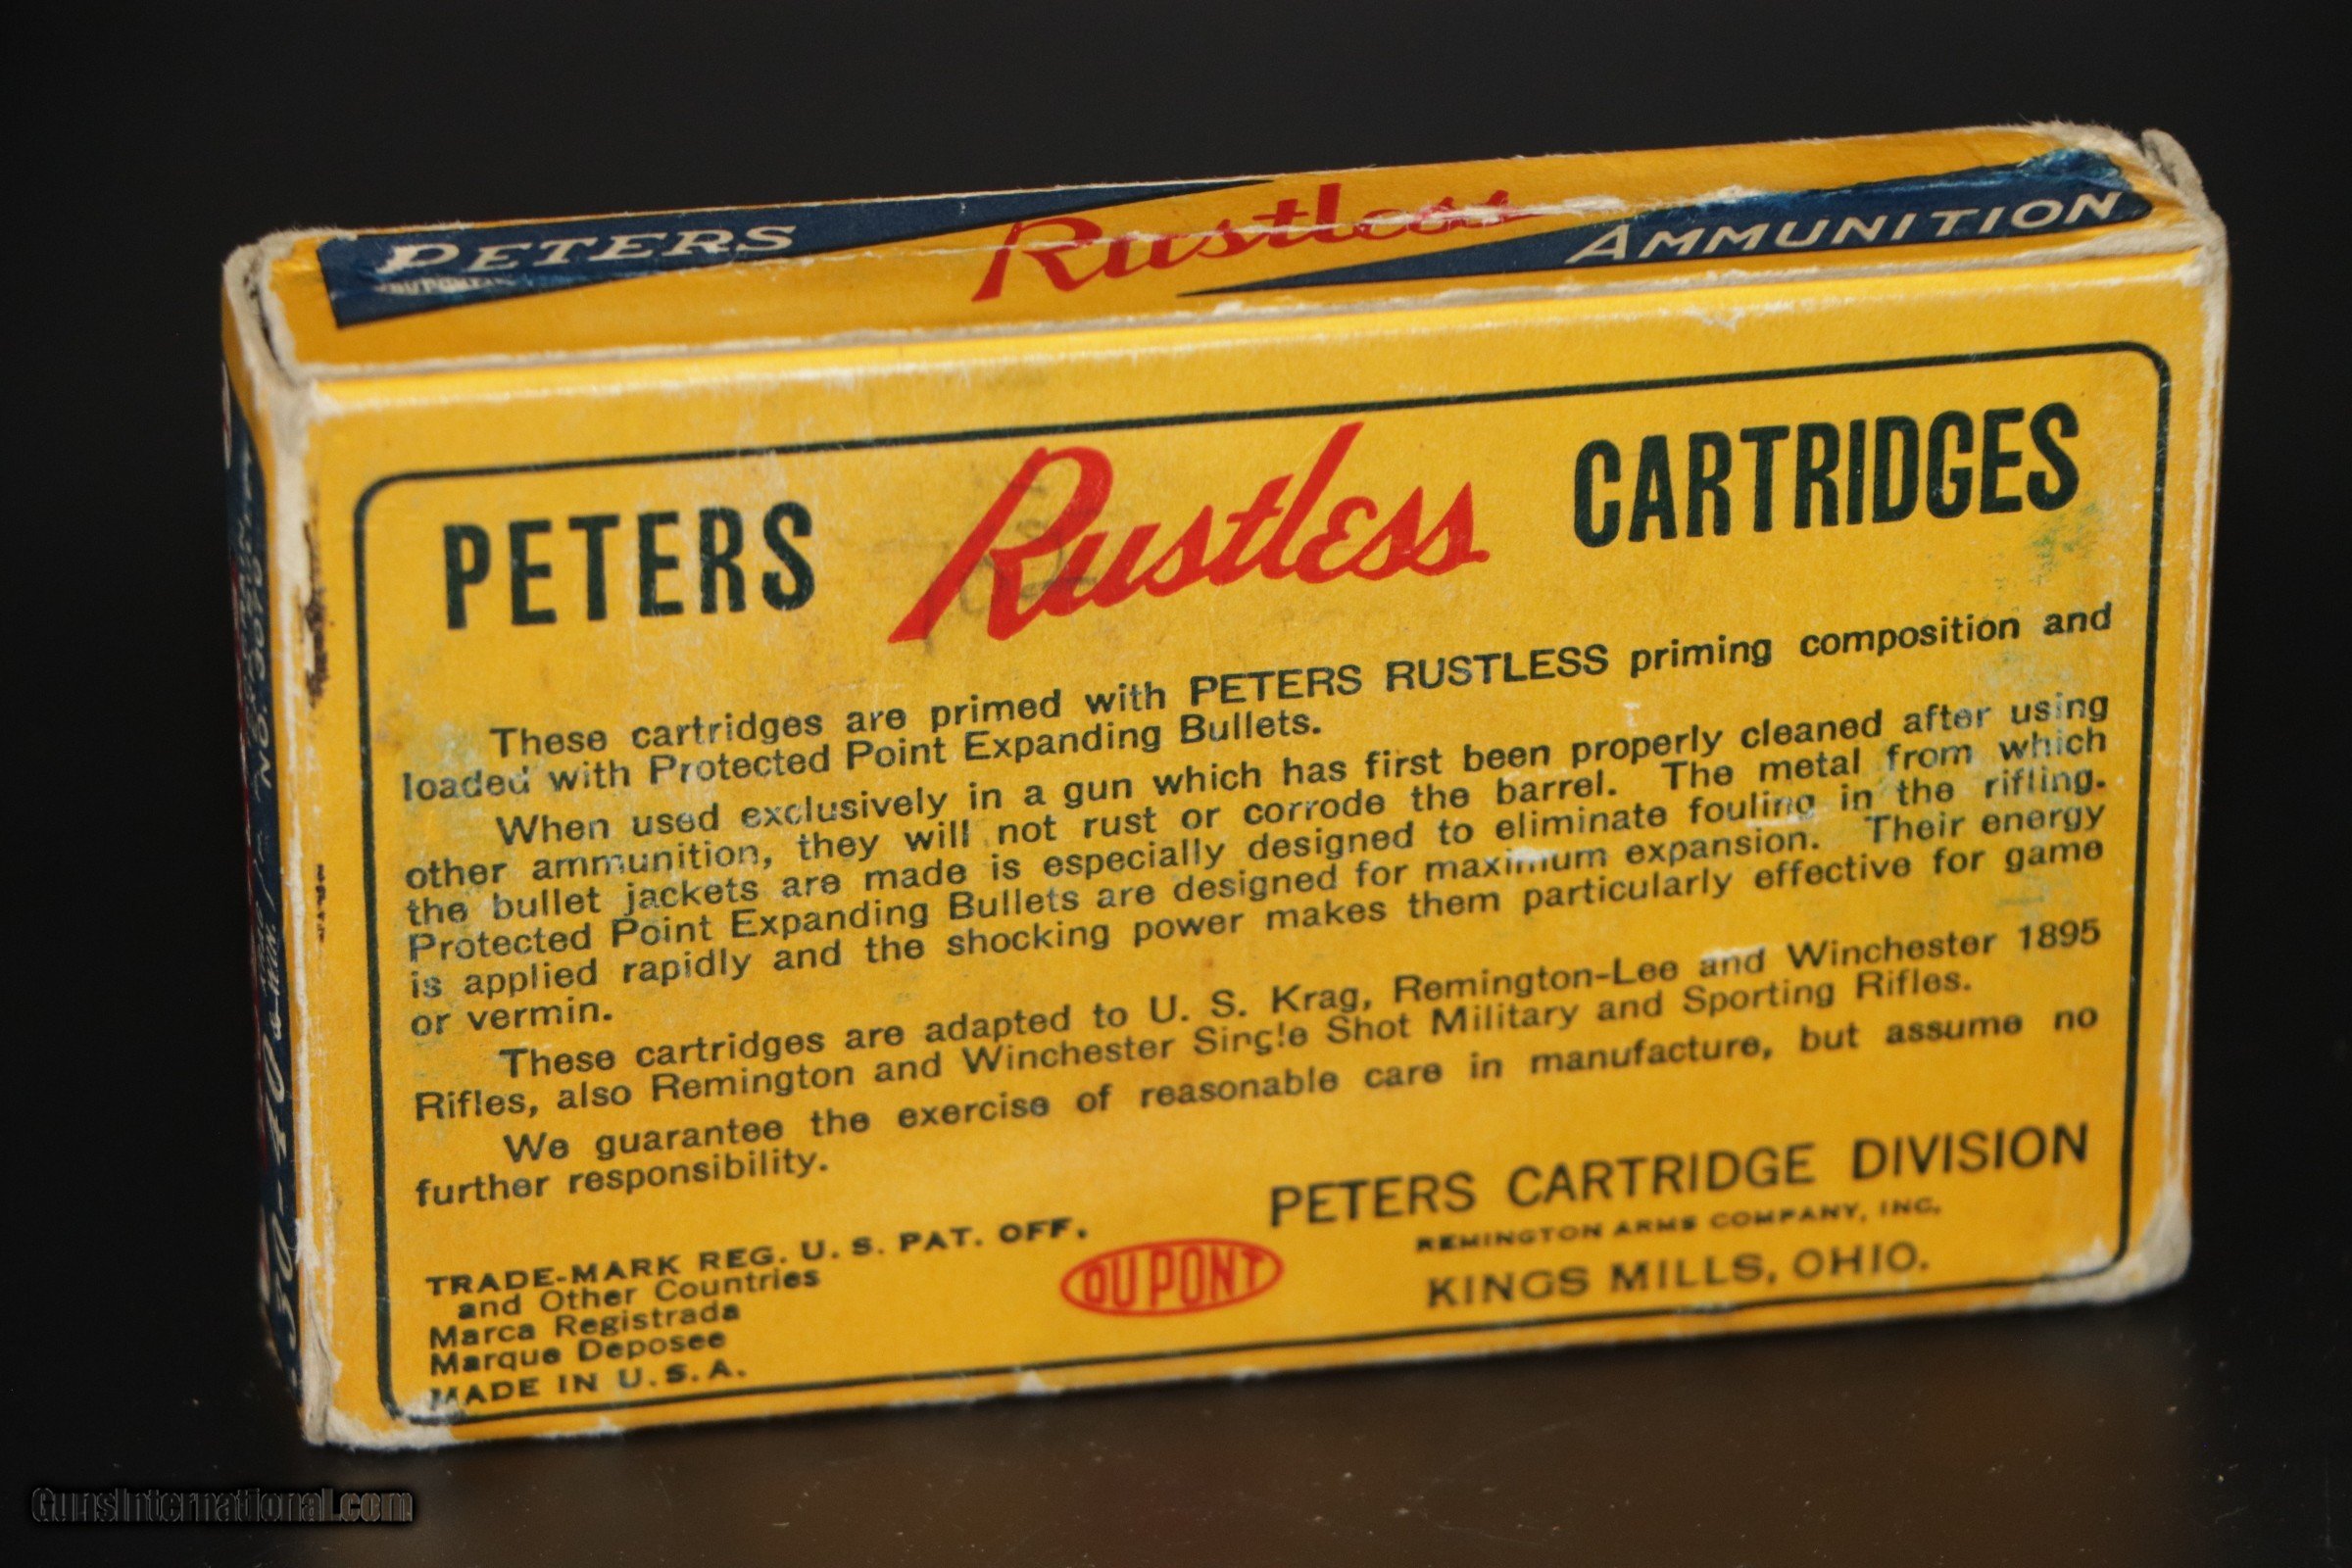 PETERS Rustless AMMUNITION
DU PONT
PETERS Rustless CARTRIDGES
These cartridges are primed with PETERS RUSTLESS priming composition and
loaded with Protected Point Expanding Bullets.
When used exclusively in a gun which has first been properly cleaned after using
other ammunition, they will not rust or corrode the barrel. The metal from which
the bullet jackets are made is especially designed to eliminate fouling in the rifling.
Protected Point Expanding Bullets are designed for maximum expansion. Their energy
is applied rapidly and the shocking power makes them particularly effective for game
or vermin.
These cartridges are adapted to U. S. Krag, Remington-Lee and Winchester 1895
Rifles, also Remington and Winchester Single Shot Military and Sporting Rifles.
We guarantee the exercise of reasonable care in manufacture, but assume no
further responsibility.
TRADE-MARK REG. U. S. PAT. OFF.
and Other Countries
Marca Registrada
Marque Deposee
MADE IN U. S. A.
DU PONT
PETERS CARTRIDGE DIVISION
REMINGTON ARMS COMPANY, INC.
KINGS MILLS, OHIO.
30-40
GunsInternational.com